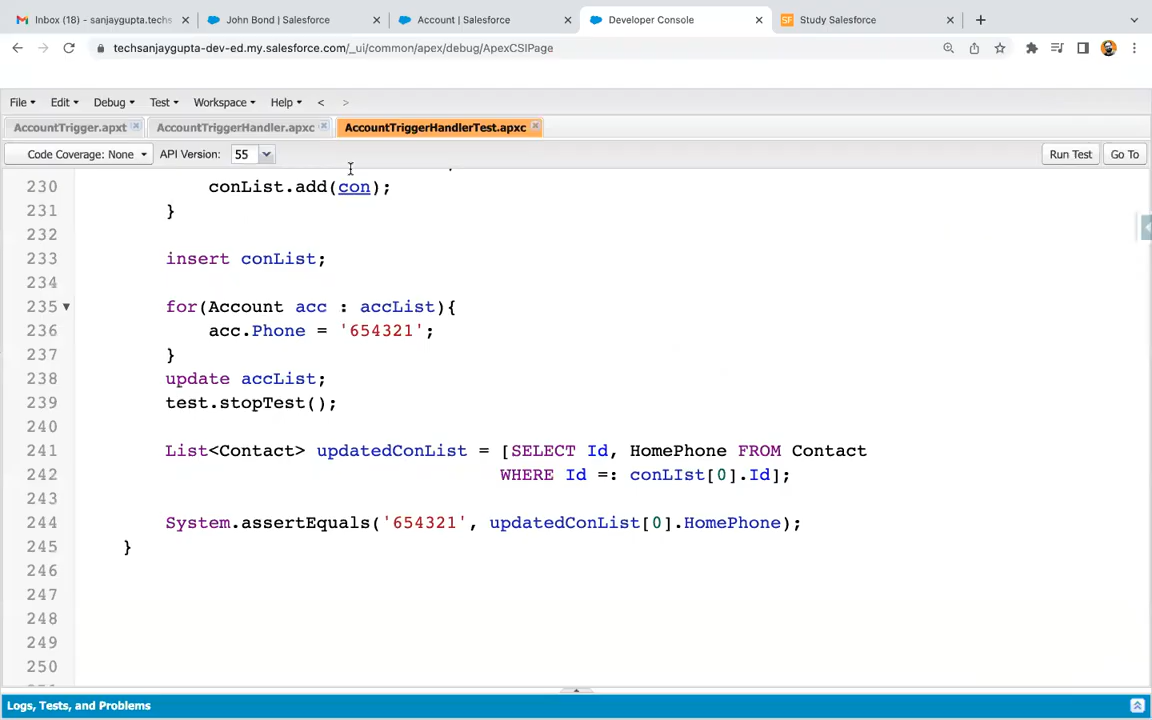 Inbox (18) - sanjaygupta.techs
John Bond | Salesforce
Account | Salesforce
Developer Console
SF Study Salesforce
techsanjaygupta-dev-ed.my.salesforce.com/_ui/common/apex/debug/ApexCSIPage
File Edit Debug Test Workspace Help < >
AccountTrigger.apxt
AccountTriggerHandler.apxc
AccountTriggerHandlerTest.apxc
Code Coverage: None API Version: 55 Run Test Go To
230 conList.add(con);
231 }
232
233 insert conList;
234
235 for(Account acc : accList){
236 acc.Phone = '654321';
237 }
238 update accList;
239 test.stopTest();
240
241 List<Contact> updatedConList = [SELECT Id, HomePhone FROM Contact
242 WHERE Id =: conLIst[0].Id];
243
244 System.assertEquals('654321', updatedConList[0].HomePhone);
245 }
246
247
248
249
250
Logs, Tests, and Problems